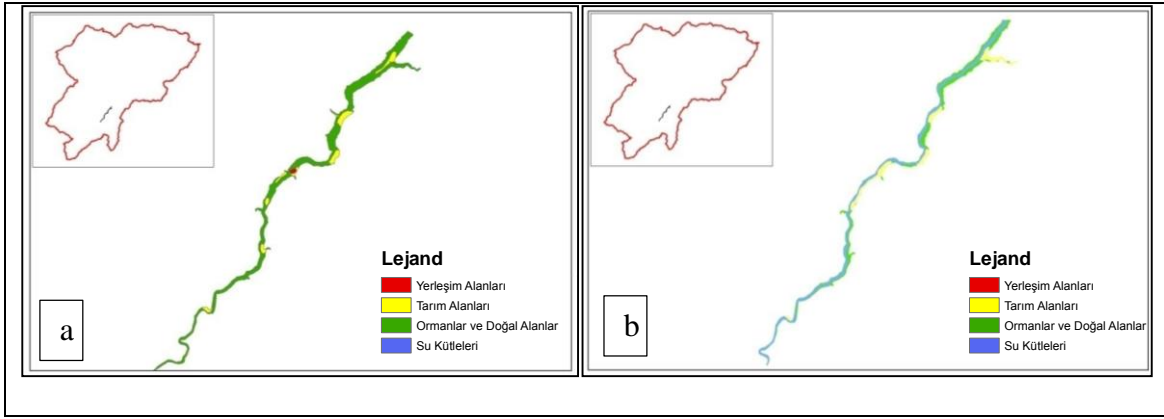 Lejand
Yerleşim Alanları
Tarım Alanları
Ormanlar ve Doğal Alanlar
Su Kütleleri
a
Lejand
Yerleşim Alanları
Tarım Alanları
Ormanlar ve Doğal Alanlar
Su Kütleleri
b